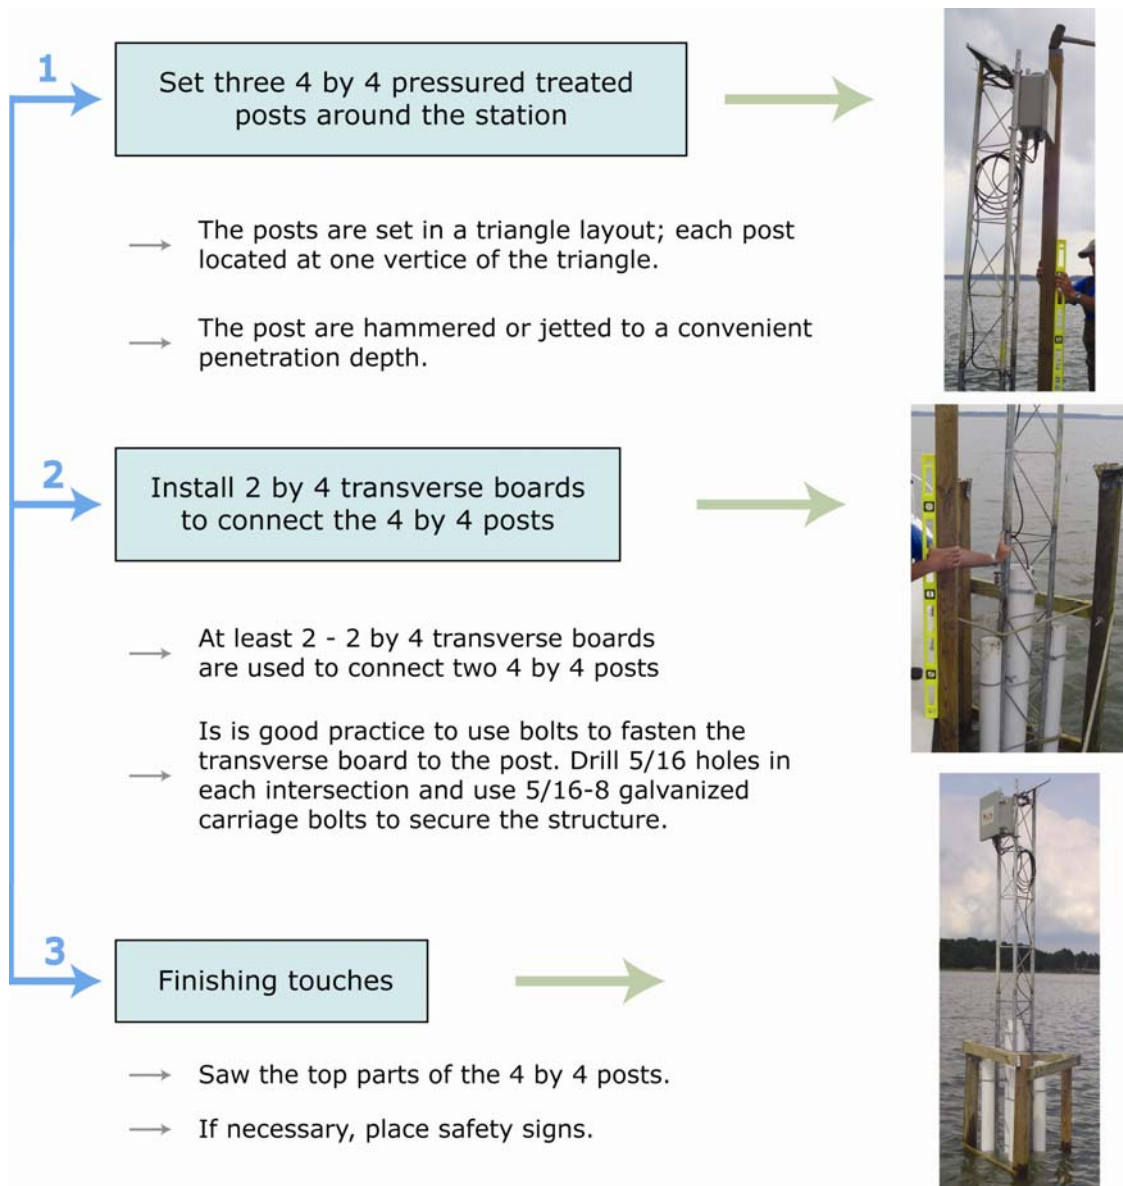 1
Set three 4 by 4 pressured treated
posts around the station
The posts are set in a triangle layout; each post
located at one vertice of the triangle.
The post are hammered or jetted to a convenient
penetration depth.
2
Install 2 by 4 transverse boards
to connect the 4 by 4 posts
At least 2 - 2 by 4 transverse boards
are used to connect two 4 by 4 posts
Is is good practice to use bolts to fasten the
transverse board to the post. Drill 5/16 holes in
each intersection and use 5/16-8 galvanized
carriage bolts to secure the structure.
3
Finishing touches
Saw the top parts of the 4 by 4 posts.
If necessary, place safety signs.